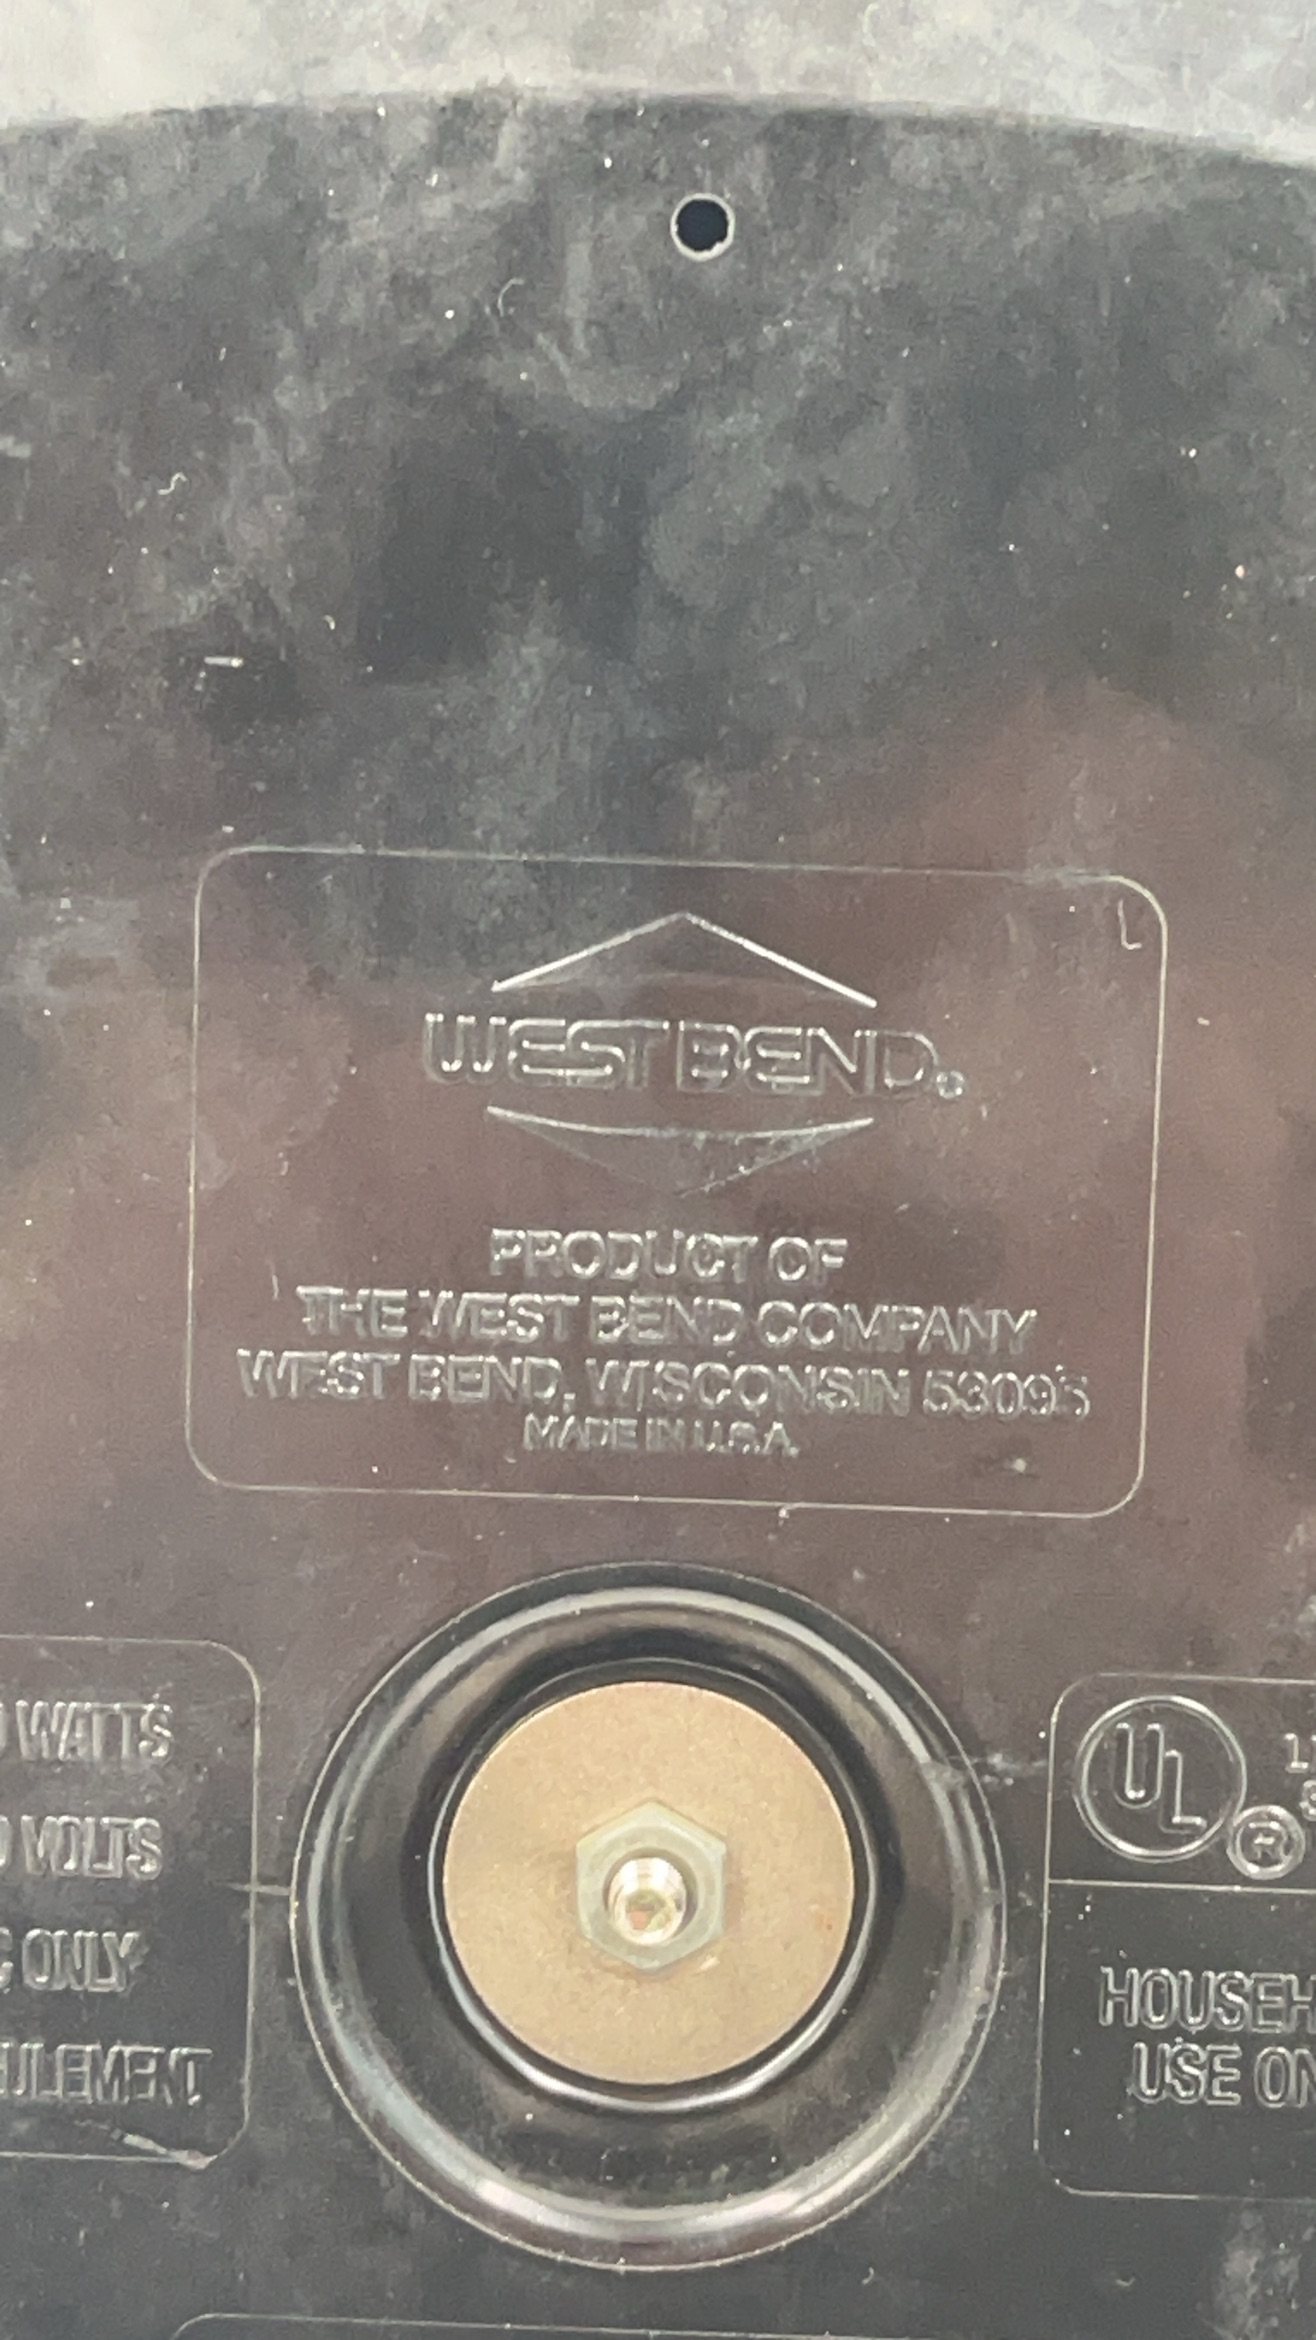 L
WEST BEND®
PRODUCT OF
THE WEST BEND COMPANY
WEST BEND, WISCONSIN 53095
MADE IN U.S.A.
WATTS
VOLTS
ONLY
UL ®
HOUSEH
USE ON